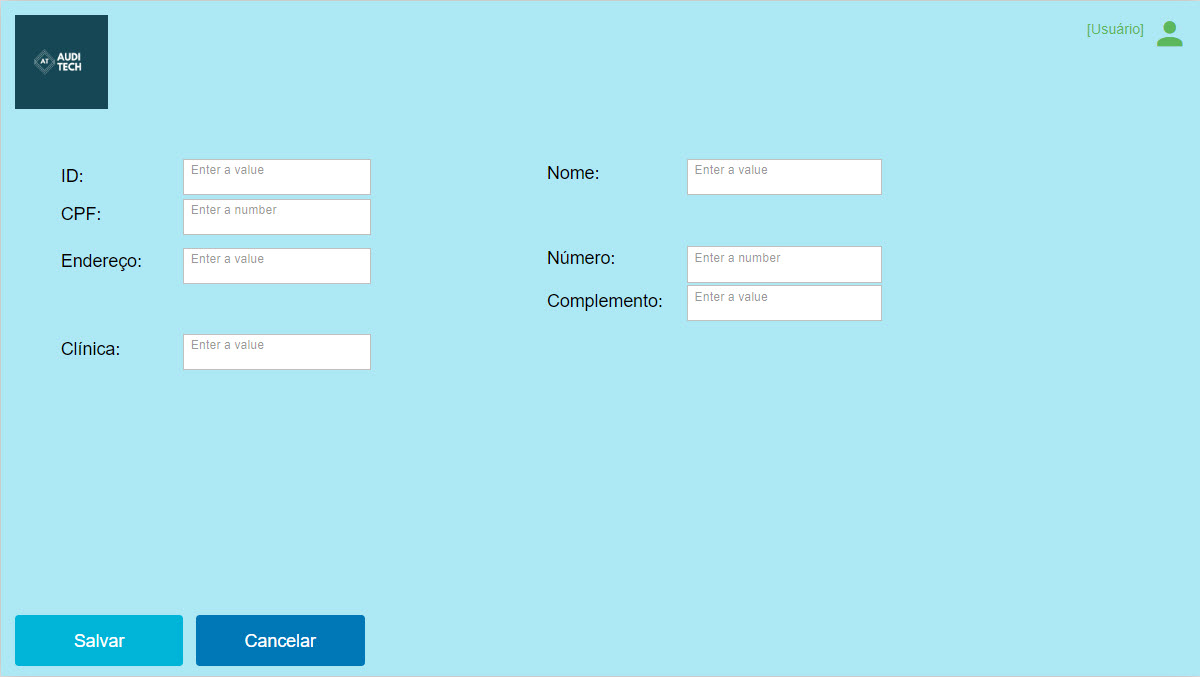 AT
AUDI
TECH
[Usuário]
ID:
Enter a value
Nome:
Enter a value
CPF:
Enter a number
Endereço:
Enter a value
Número:
Enter a number
Complemento:
Enter a value
Clínica:
Enter a value
Salvar
Cancelar